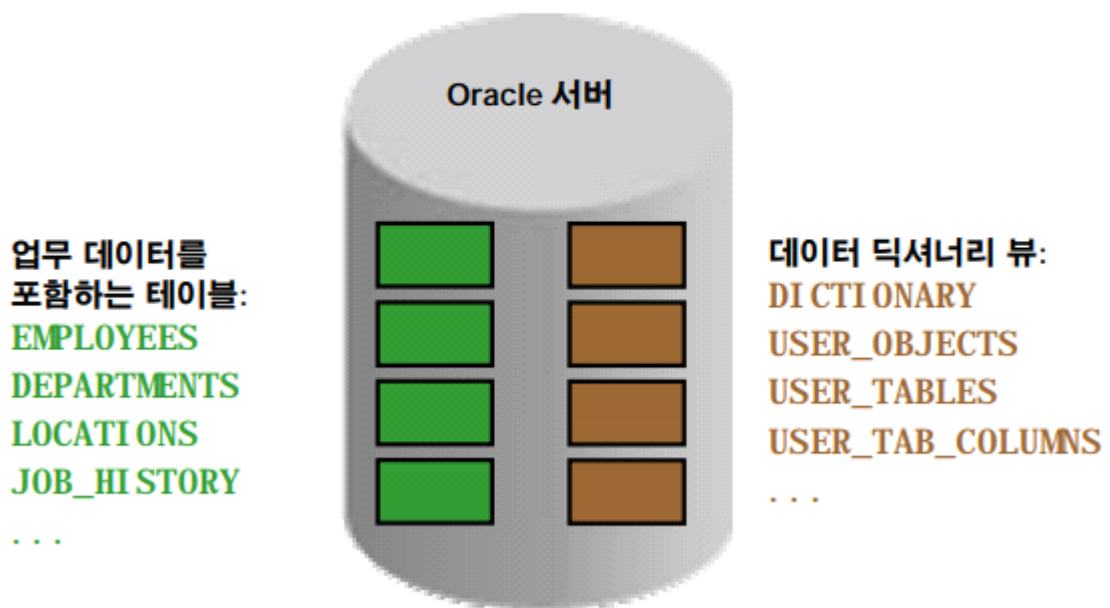 Oracle 서버
업무 데이터를
포함하는 테이블:
EMPLOYEES
DEPARTMENTS
LOCATIONS
JOB_HISTORY
...
데이터 딕셔너리 뷰:
DICTIONARY
USER_OBJECTS
USER_TABLES
USER_TAB_COLUMNS
...